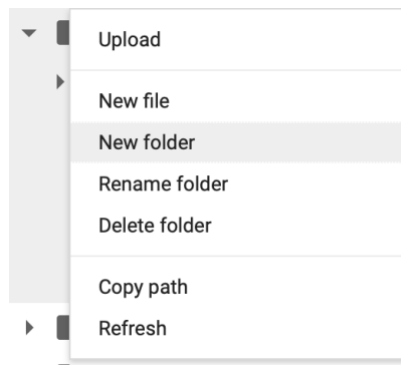 Upload
New file
New folder
Rename folder
Delete folder
Copy path
Refresh